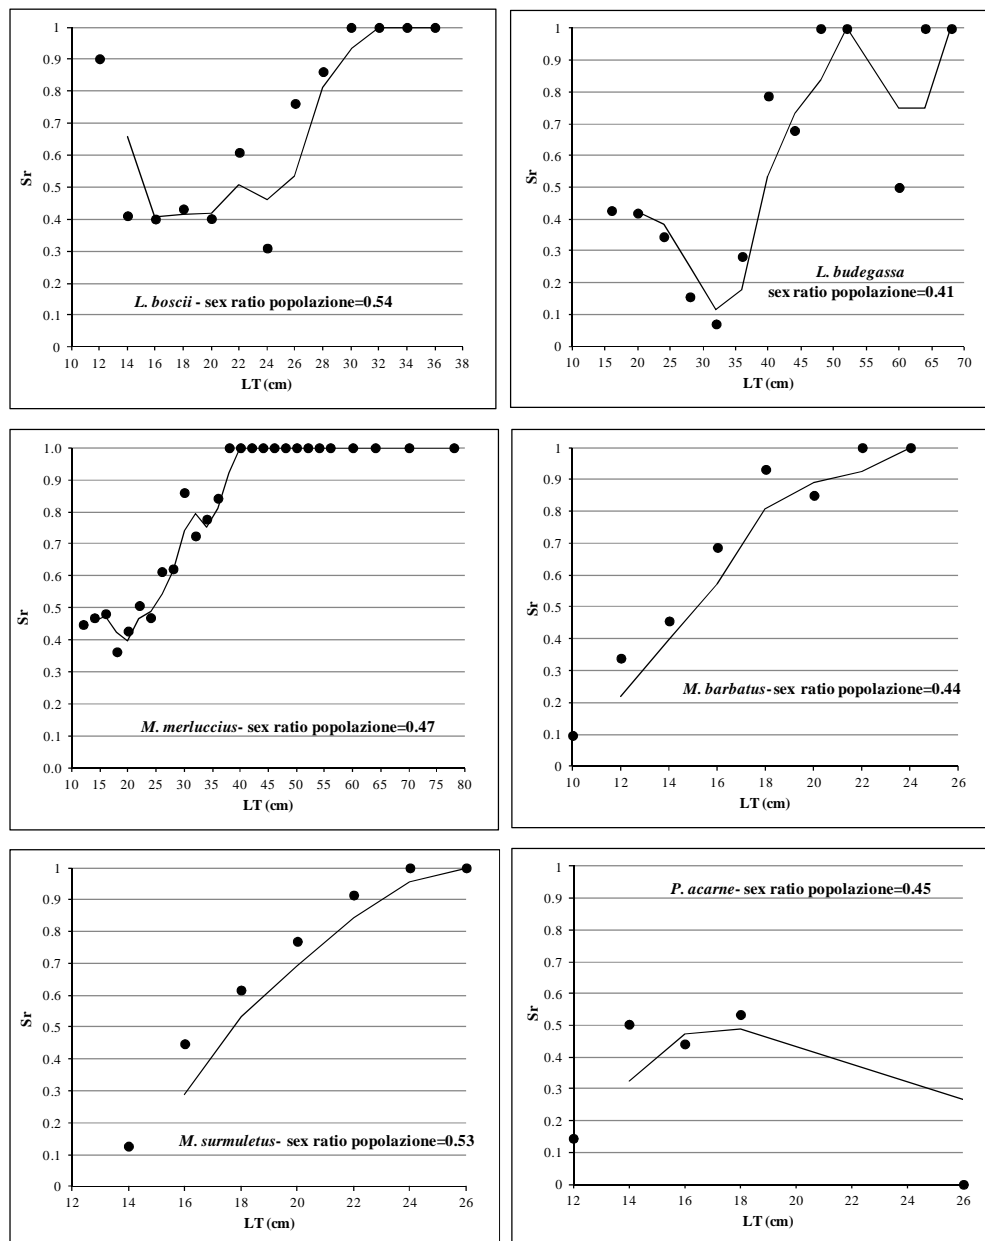 1
0.9
0.8
0.7
0.6
0.5
0.4
0.3
0.2
0.1
0
Sr
L. boscii - sex ratio popolazione=0.54
10 12 14 16 18 20 22 24 26 28 30 32 34 36 38
LT (cm)
1
0.9
0.8
0.7
0.6
0.5
0.4
0.3
0.2
0.1
0
Sr
L. budegassa
sex ratio popolazione=0.41
10 15 20 25 30 35 40 45 50 55 60 65 70
LT (cm)
1.0
0.9
0.8
0.7
0.6
0.5
0.4
0.3
0.2
0.1
0.0
Sr
M. merluccius- sex ratio popolazione=0.47
10 15 20 25 30 35 40 45 50 55 60 65 70 75 80
LT (cm)
1
0.9
0.8
0.7
0.6
0.5
0.4
0.3
0.2
0.1
0
Sr
M. barbatus- sex ratio popolazione=0.44
10 12 14 16 18 20 22 24 26
LT (cm)
1
0.9
0.8
0.7
0.6
0.5
0.4
0.3
0.2
0.1
0
Sr
M. surmuletus- sex ratio popolazione=0.53
12 14 16 18 20 22 24 26
LT (cm)
1
0.9
0.8
0.7
0.6
0.5
0.4
0.3
0.2
0.1
0
Sr
P. acarne- sex ratio popolazione=0.45
12 14 16 18 20 22 24 26
LT (cm)